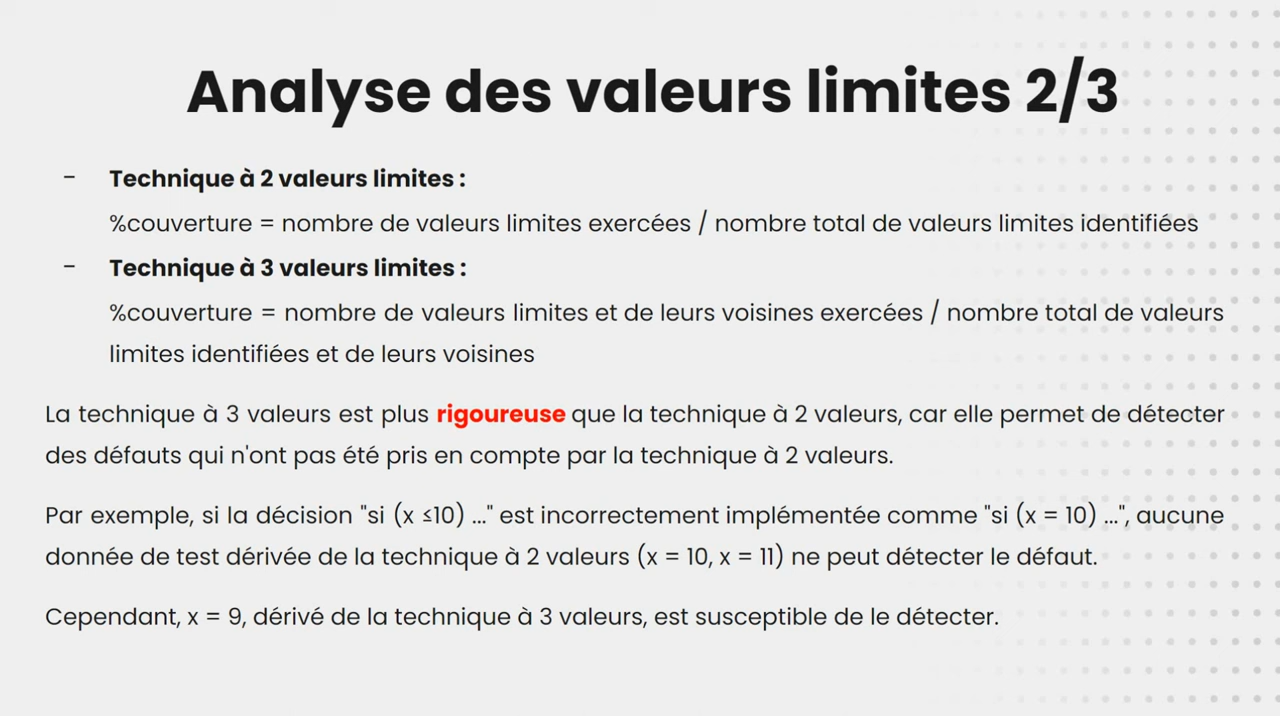 Analyse des valeurs limites 2/3
- Technique à 2 valeurs limites :
%couverture = nombre de valeurs limites exercées / nombre total de valeurs limites identifiées
- Technique à 3 valeurs limites :
%couverture = nombre de valeurs limites et de leurs voisines exercées / nombre total de valeurs
limites identifiées et de leurs voisines
La technique à 3 valeurs est plus rigoureuse que la technique à 2 valeurs, car elle permet de détecter
des défauts qui n'ont pas été pris en compte par la technique à 2 valeurs.
Par exemple, si la décision "si (x ≤10) ..." est incorrectement implémentée comme "si (x = 10) ...", aucune
donnée de test dérivée de la technique à 2 valeurs (x = 10, x = 11) ne peut détecter le défaut.
Cependant, x = 9, dérivé de la technique à 3 valeurs, est susceptible de le détecter.